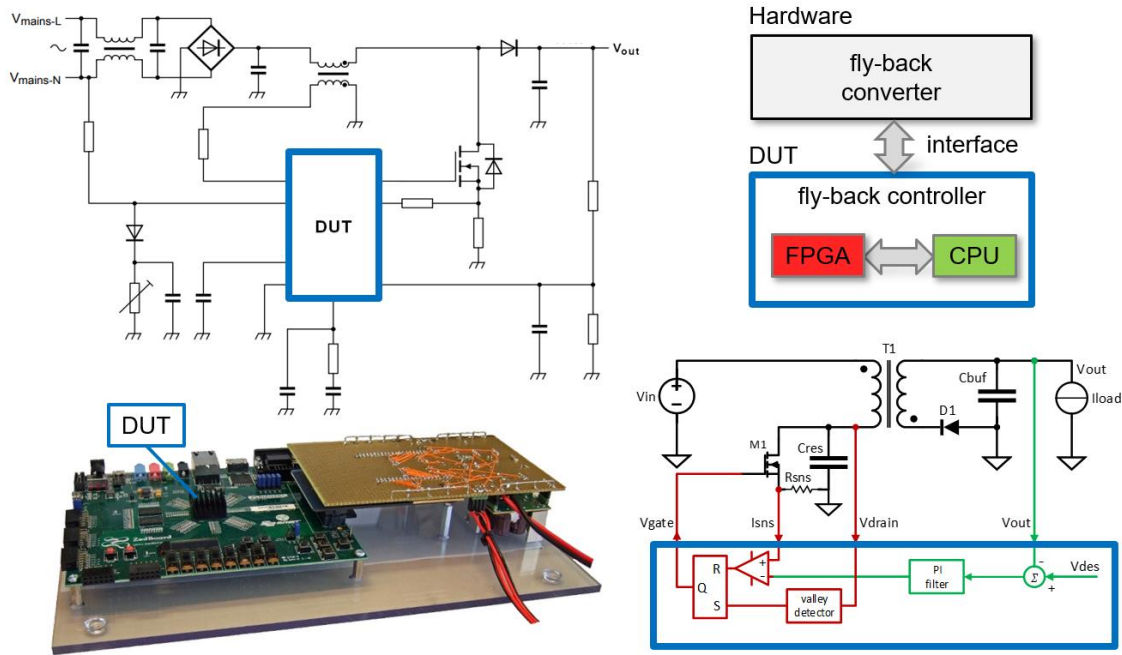 Vmains-L
Vmains-N
Vout
DUT
Hardware
fly-back
converter
interface
DUT
fly-back controller
FPGA
CPU
DUT
ZedBoard
T1
Vin
M1
Cres
Rsns
Cbuf
D1
Vout
Iload
Vgate
Isns
Vdrain
Vout
R
Q
S
+
-
valley
detector
PI
filter
Σ
-
+
Vdes